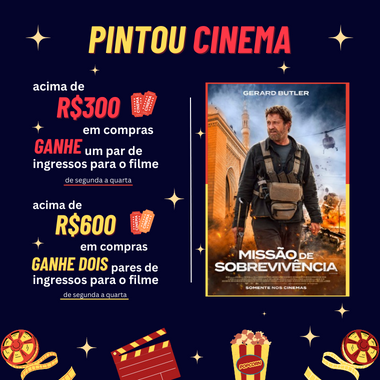 PINTOU CINEMA
acima de
R$300
em compras
GANHE um par de
ingressos para o filme
de segunda a quarta
acima de
R$600
em compras
GANHE DOIS pares de
ingressos para o filme
de segunda a quarta
GERARD BUTLER
MISSÃO DE
SOBREVIVÊNCIA
SOMENTE NOS CINEMAS
POPCORN